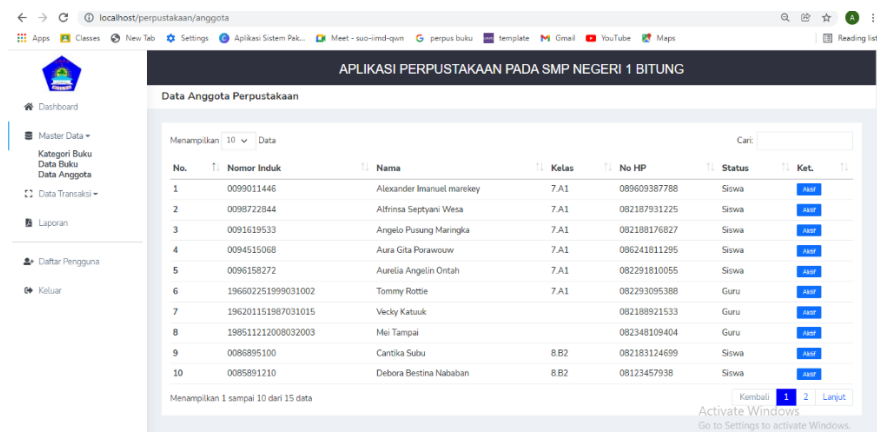 localhost/perpustakaan/anggota
A
Apps Classes New Tab Settings Aplikasi Sistem Pak... Meet - suo-iimd-qwn perpus buku template Gmail YouTube Maps Reading list
APLIKASI PERPUSTAKAAN PADA SMP NEGERI 1 BITUNG
Dashboard
Master Data
Kategori Buku
Data Buku
Data Anggota
Data Transaksi
Laporan
Daftar Pengguna
Keluar
Data Anggota Perpustakaan
Menampilkan 10 Data Cari:
No. Nomor Induk Nama Kelas No HP Status Ket.
1 0099011446 Alexander Imanuel marekey 7.A1 089609387788 Siswa Aktif
2 0098722844 Alfrinsa Septyani Wesa 7.A1 082187931225 Siswa Aktif
3 0091619533 Angelo Pusung Maringka 7.A1 082188176827 Siswa Aktif
4 0094515068 Aura Gita Porawouw 7.A1 086241811295 Siswa Aktif
5 0096158272 Aurelia Angelin Ontah 7.A1 082291810055 Siswa Aktif
6 196602251999031002 Tommy Rottie 7.A1 082293095388 Guru Aktif
7 196201151987031015 Vecky Katuuk 082188921533 Guru Aktif
8 198511212008032003 Mei Tampai 082348109404 Guru Aktif
9 0086895100 Cantika Subu 8.B2 082183124699 Siswa Aktif
10 0085891210 Debora Bestina Nababan 8.B2 08123457938 Siswa Aktif
Menampilkan 1 sampai 10 dari 15 data
Kembali 1 2 Lanjut
Activate Windows
Go to Settings to activate Windows.